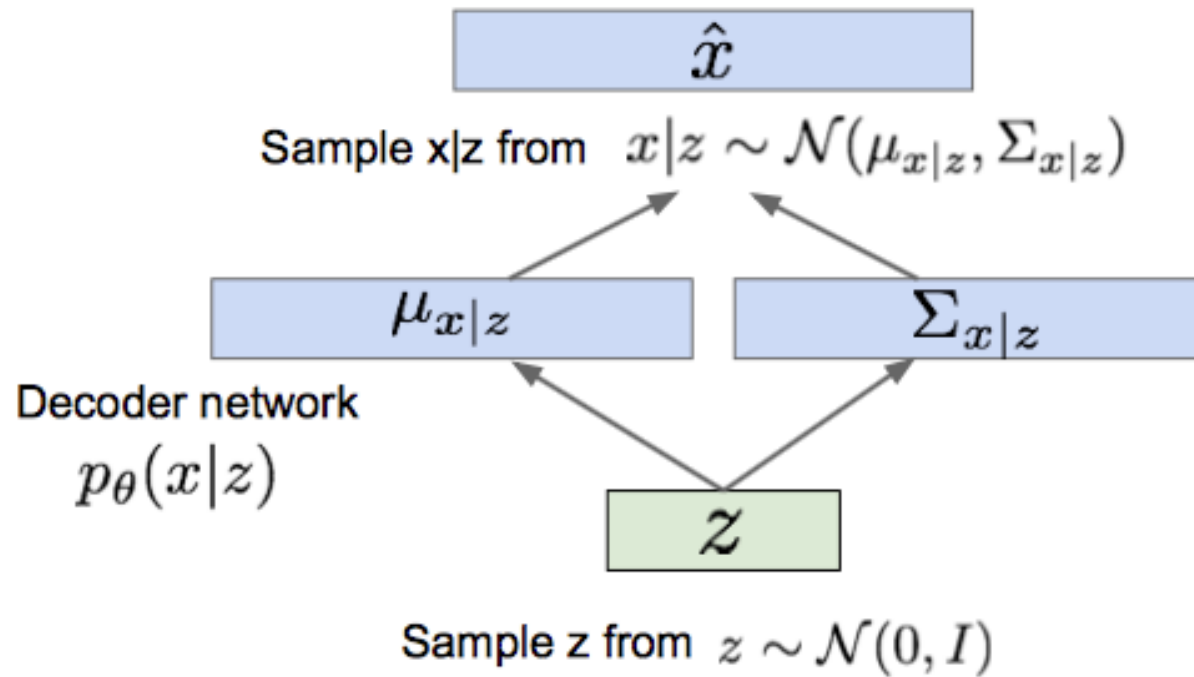 x̂
Sample x|z from x|z ∼ 𝒩(μ_{x|z}, Σ_{x|z})
μ_{x|z}
Σ_{x|z}
Decoder network
p_θ(x|z)
z
Sample z from z ∼ 𝒩(0, I)